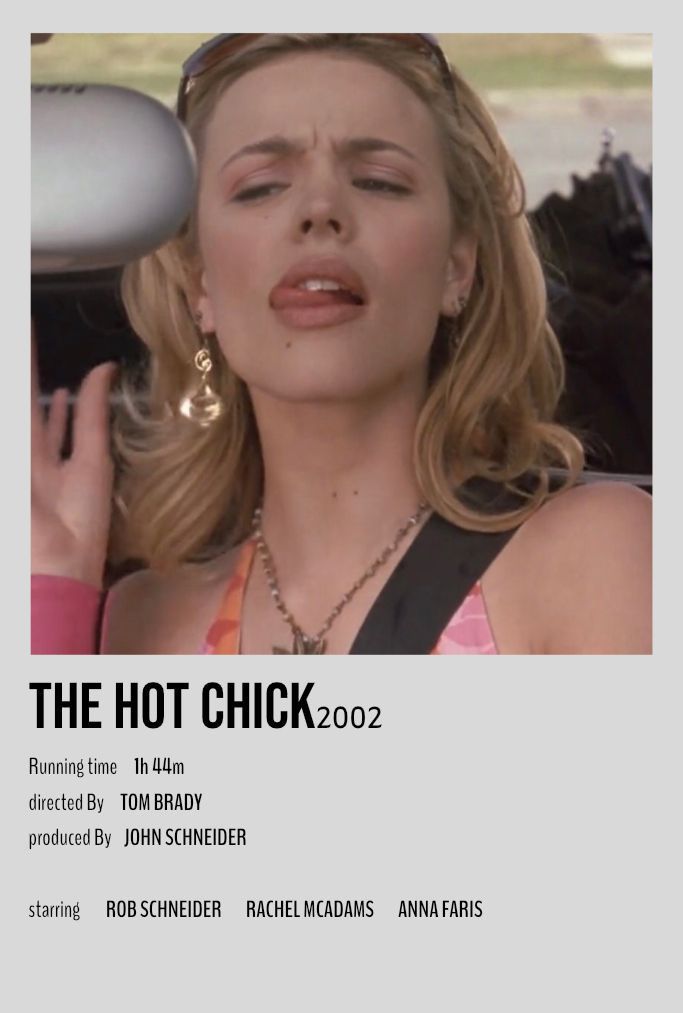 THE HOT CHICK2002
Running time 1h 44m
directed By TOM BRADY
produced By JOHN SCHNEIDER
starring ROB SCHNEIDER RACHEL MCADAMS ANNA FARIS